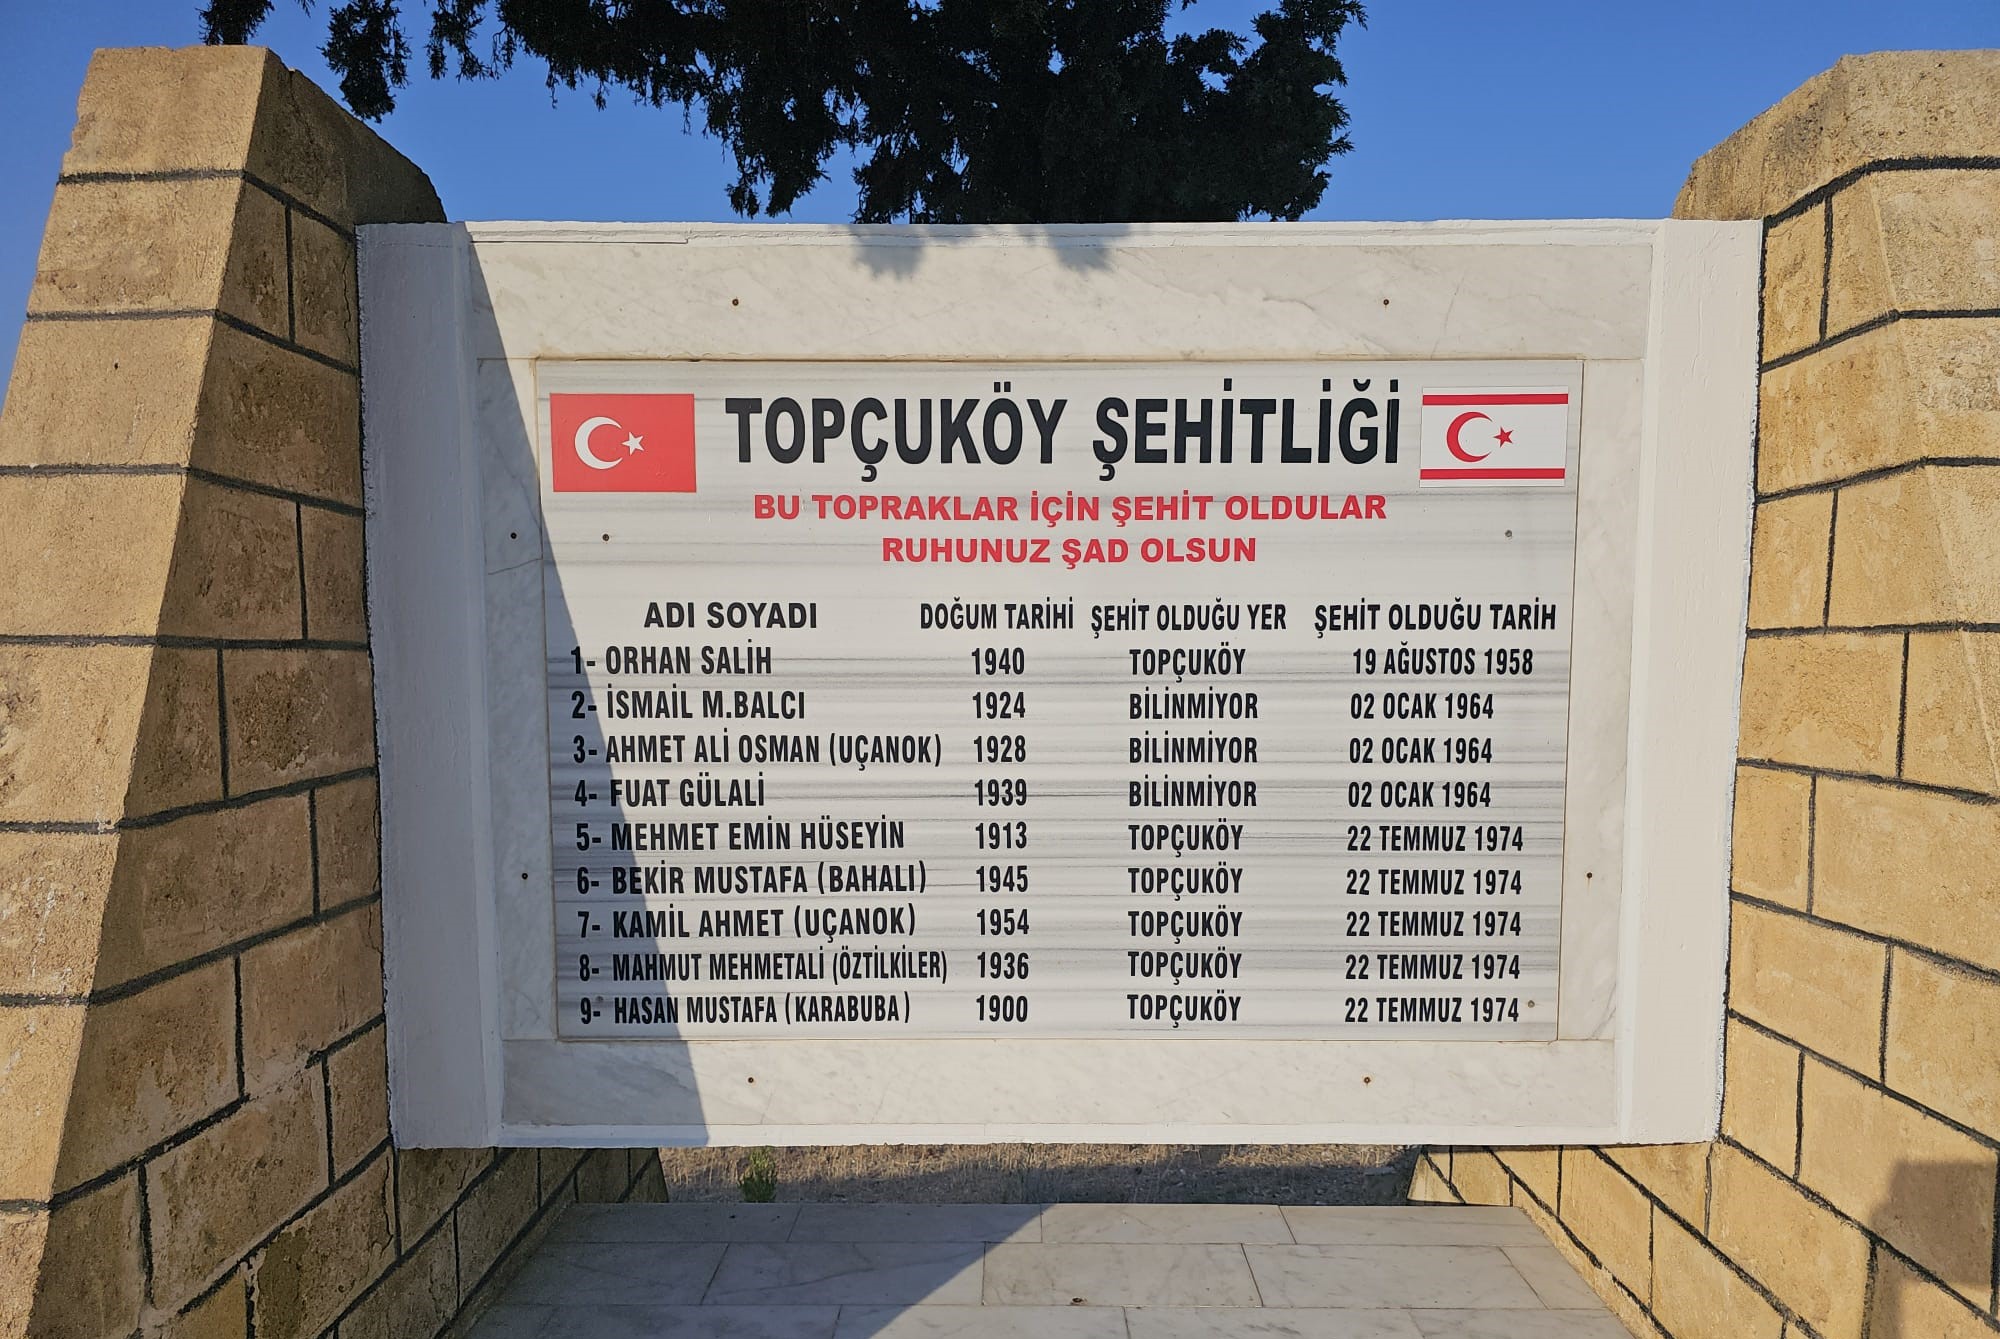 TOPÇUKÖY ŞEHİTLİĞİ
BU TOPRAKLAR İÇİN ŞEHİT OLDULAR
RUHUNUZ ŞAD OLSUN
ADI SOYADI DOĞUM TARİHİ ŞEHİT OLDUĞU YER ŞEHİT OLDUĞU TARİH
1- ORHAN SALİH 1940 TOPÇUKÖY 19 AĞUSTOS 1958
2- İSMAİL M.BALCI 1924 BİLİNMİYOR 02 OCAK 1964
3- AHMET ALİ OSMAN (UÇANOK) 1928 BİLİNMİYOR 02 OCAK 1964
4- FUAT GÜLALİ 1939 BİLİNMİYOR 02 OCAK 1964
5- MEHMET EMİN HÜSEYİN 1913 TOPÇUKÖY 22 TEMMUZ 1974
6- BEKİR MUSTAFA (BAHALI) 1945 TOPÇUKÖY 22 TEMMUZ 1974
7- KAMİL AHMET (UÇANOK) 1954 TOPÇUKÖY 22 TEMMUZ 1974
8- MAHMUT MEHMETALİ (ÖZTİLKİLER) 1936 TOPÇUKÖY 22 TEMMUZ 1974
9- HASAN MUSTAFA (KARABUBA) 1900 TOPÇUKÖY 22 TEMMUZ 1974